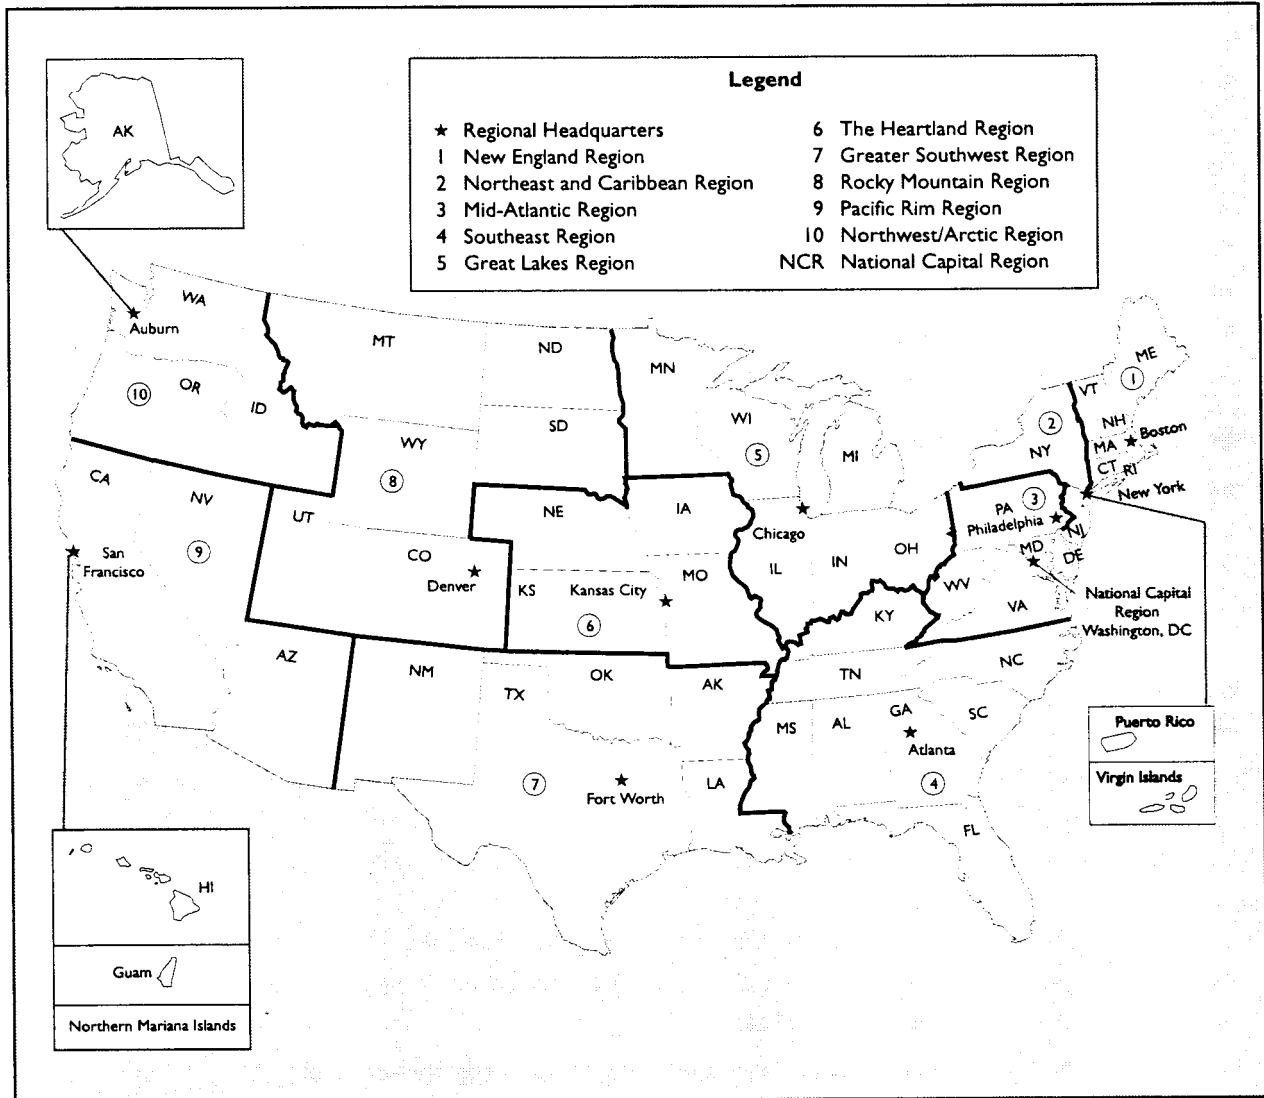 Legend
★ Regional Headquarters
1 New England Region
2 Northeast and Caribbean Region
3 Mid-Atlantic Region
4 Southeast Region
5 Great Lakes Region
6 The Heartland Region
7 Greater Southwest Region
8 Rocky Mountain Region
9 Pacific Rim Region
10 Northwest/Arctic Region
NCR National Capital Region
AK
WA
Auburn
OR
10
ID
MT
ND
SD
WY
8
MN
WI
5
MI
ME
1
VT
NH
Boston
MA
CT
RI
2
NY
New York
3
PA
Philadelphia
NJ
MD
DE
National Capital
Region
Washington, DC
CA
NV
9
San
Francisco
UT
CO
Denver
NE
IA
KS
Kansas City
6
MO
Chicago
IL
IN
OH
WV
VA
KY
AZ
NM
TX
OK
AK
TN
NC
MS
AL
GA
SC
Atlanta
4
7
Fort Worth
LA
FL
Puerto Rico
Virgin Islands
HI
Guam
Northern Mariana Islands